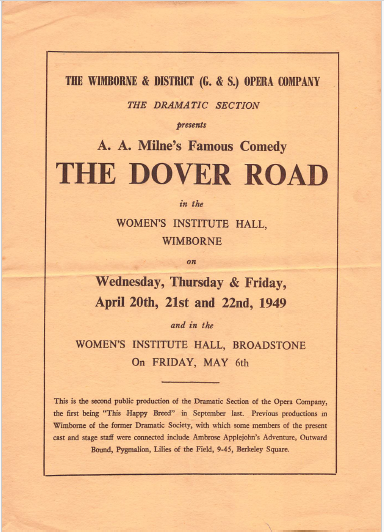 THE WIMBORNE & DISTRICT (G. & S.) OPERA COMPANY
THE DRAMATIC SECTION
presents
A. A. Milne's Famous Comedy
THE DOVER ROAD
in the
WOMEN'S INSTITUTE HALL,
WIMBORNE
on
Wednesday, Thursday & Friday,
April 20th, 21st and 22nd, 1949
and in the
WOMEN'S INSTITUTE HALL, BROADSTONE
On FRIDAY, MAY 6th
This is the second public production of the Dramatic Section of the Opera Company,
the first being "This Happy Breed" in September last. Previous productions in
Wimborne of the former Dramatic Society, with which some members of the present
cast and stage staff were connected include Ambrose Applejohn's Adventure, Outward
Bound, Pygmalion, Lilies of the Field, 9-45, Berkeley Square.